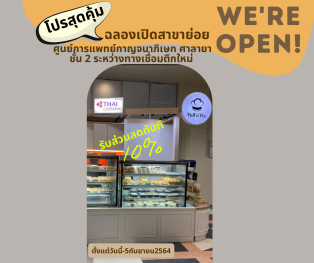 โปรสุดคุ้ม
ฉลองเปิดสาขาย่อย
ศูนย์การแพทย์กาญจนาภิเษก ศาลายา
ชั้น 2 ระหว่างทางเชื่อมตึกใหม่
WE'RE
OPEN!
THAI
CATERING
Puff & Pie
รับส่วนลดทันที
10%
ตั้งแต่วันนี้-5กันยายน2564